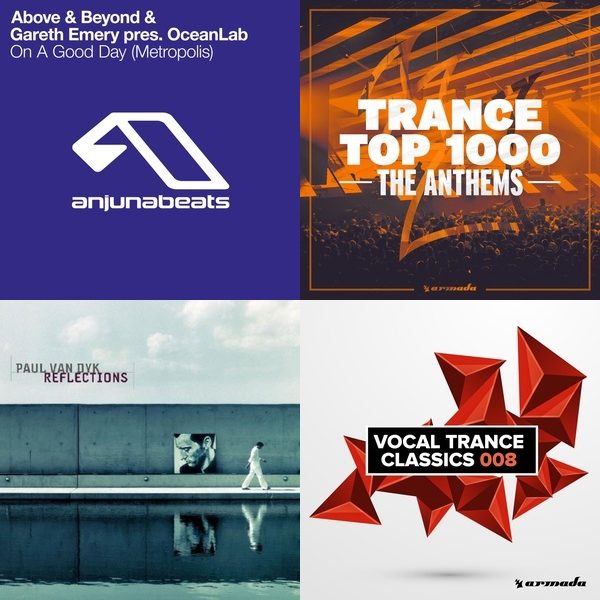 Above & Beyond &
Gareth Emery pres. OceanLab
On A Good Day (Metropolis)
anjunabeats
TRANCE
TOP 1000
THE ANTHEMS
armada
PAUL VAN DYK
REFLECTIONS
VOCAL TRANCE
CLASSICS 008
armada